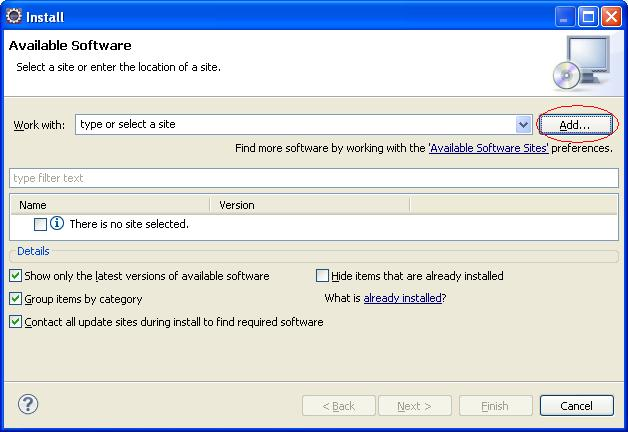 Install
Available Software
Select a site or enter the location of a site.
Work with: type or select a site Add...
Find more software by working with the 'Available Software Sites' preferences.
type filter text
Name Version
There is no site selected.
Details
Show only the latest versions of available software Hide items that are already installed
Group items by category What is already installed?
Contact all update sites during install to find required software
? < Back Next > Finish Cancel